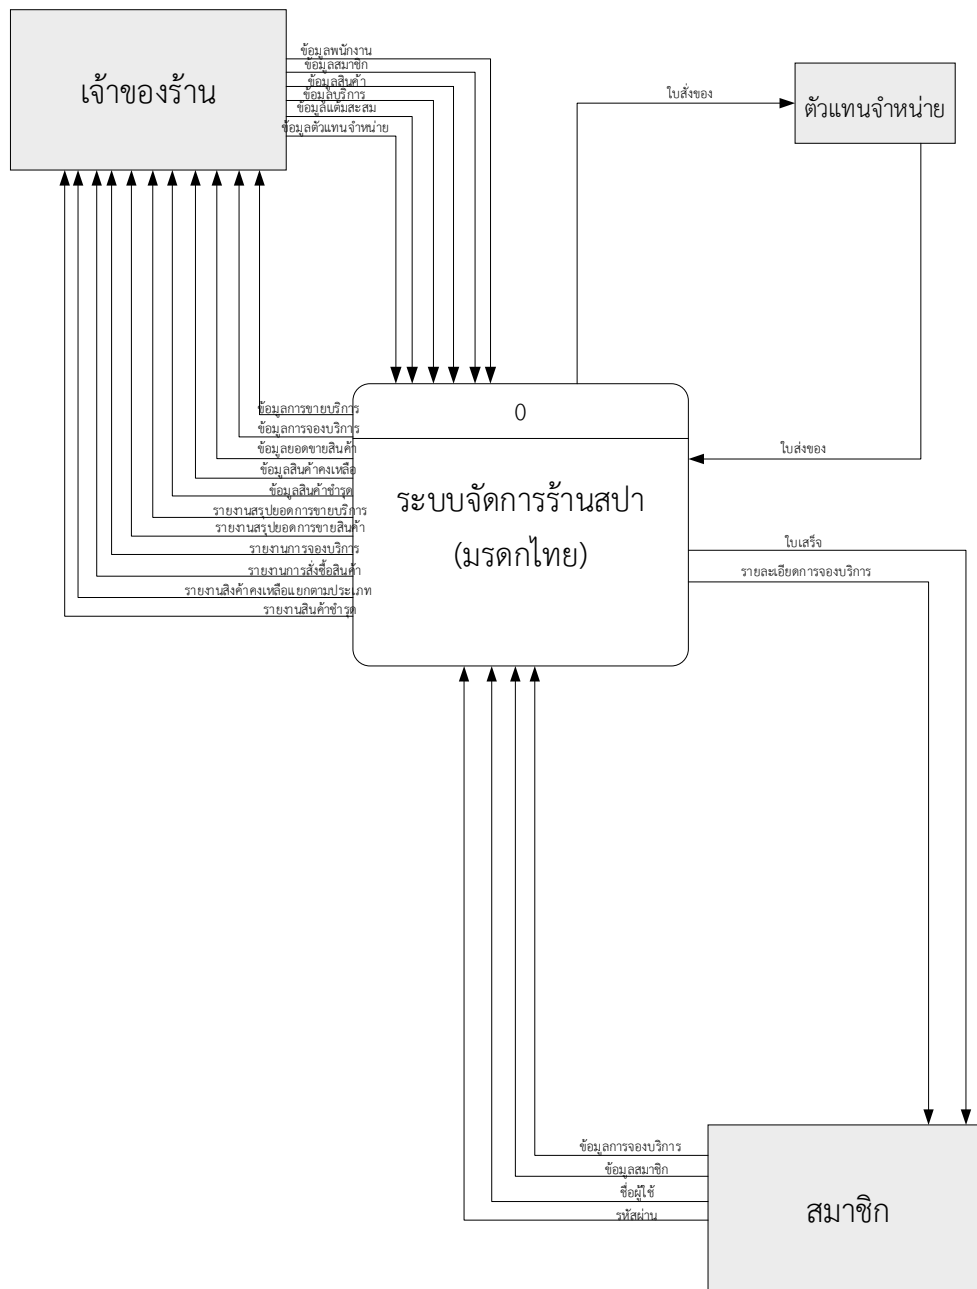 เจ้าของร้าน
ข้อมูลพนักงาน
ข้อมูลสมาชิก
ข้อมูลสินค้า
ข้อมูลบริการ
ข้อมูลแต้มสะสม
ข้อมูลตัวแทนจำหน่าย
ใบสั่งของ
ตัวแทนจำหน่าย
0
ระบบจัดการร้านสปา
(มรดกไทย)
ข้อมูลการขายบริการ
ข้อมูลการจองบริการ
ข้อมูลยอดขายสินค้า
ข้อมูลสินค้าคงเหลือ
ข้อมูลสินค้าชำรุด
รายงานสรุปยอดการขายบริการ
รายงานสรุปยอดการขายสินค้า
รายงานการจองบริการ
รายงานการสั่งซื้อสินค้า
รายงานสิงค้าคงเหลือแยกตามประเภท
รายงานสินค้าชำรุด
ใบส่งของ
ใบเสร็จ
รายละเอียดการจองบริการ
ข้อมูลการจองบริการ
ข้อมูลสมาชิก
ชื่อผู้ใช้
รหัสผ่าน
สมาชิก